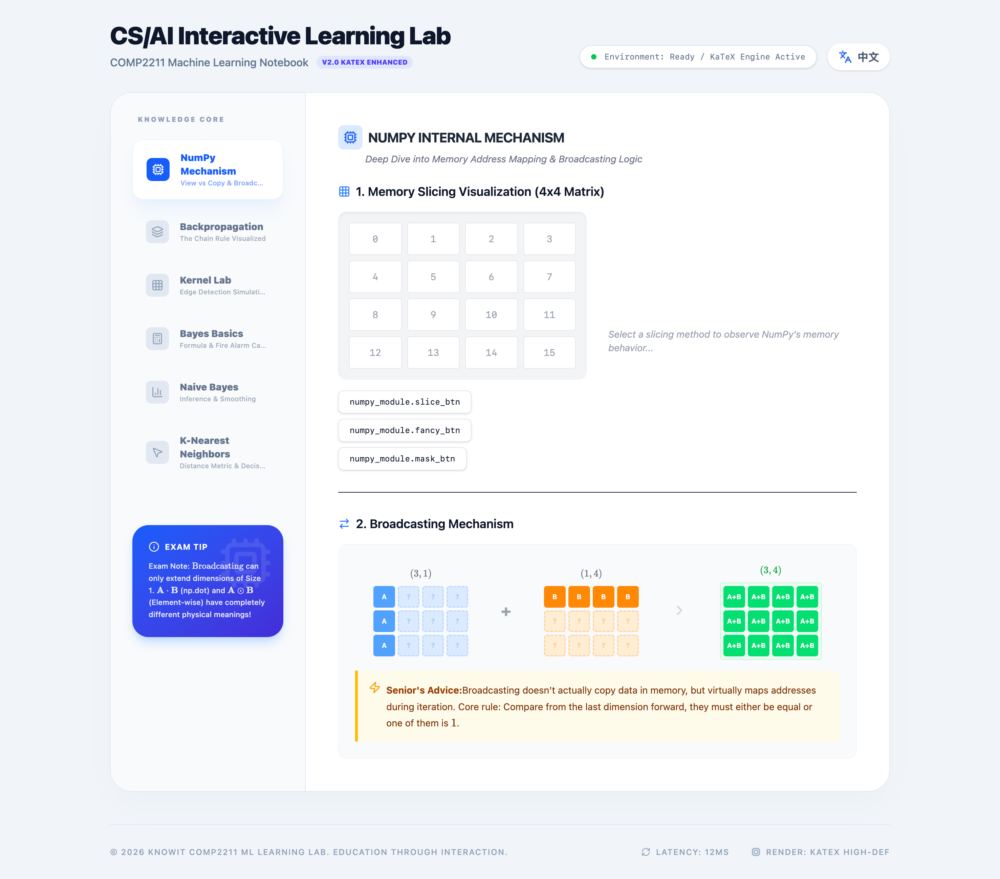 CS/AI Interactive Learning Lab
COMP2211 Machine Learning Notebook V2.0 KATEX ENHANCED
Environment: Ready / KaTeX Engine Active
中文
KNOWLEDGE CORE
NumPy
Mechanism
View vs Copy & Broadc...
Backpropagation
The Chain Rule Visualized
Kernel Lab
Edge Detection Simulati...
Bayes Basics
Formula & Fire Alarm Ca...
Naive Bayes
Inference & Smoothing
K-Nearest
Neighbors
Distance Metric & Decis...
EXAM TIP
Exam Note: Broadcasting can
only extend dimensions of Size
1. A · B (np.dot) and A ⊙ B
(Element-wise) have completely
different physical meanings!
NUMPY INTERNAL MECHANISM
Deep Dive into Memory Address Mapping & Broadcasting Logic
1. Memory Slicing Visualization (4x4 Matrix)
0 1 2 3
4 5 6 7
8 9 10 11
12 13 14 15
Select a slicing method to observe NumPy's memory
behavior...
numpy_module.slice_btn
numpy_module.fancy_btn
numpy_module.mask_btn
2. Broadcasting Mechanism
(3, 1)
A ? ? ?
A ? ? ?
A ? ? ?
+
(1, 4)
B B B B
? ? ? ?
? ? ? ?
(3, 4)
A+B A+B A+B A+B
A+B A+B A+B A+B
A+B A+B A+B A+B
Senior's Advice:Broadcasting doesn't actually copy data in memory, but virtually maps addresses
during iteration. Core rule: Compare from the last dimension forward, they must either be equal or
one of them is 1.
© 2026 KNOWIT COMP2211 ML LEARNING LAB. EDUCATION THROUGH INTERACTION.
LATENCY: 12MS
RENDER: KATEX HIGH-DEF